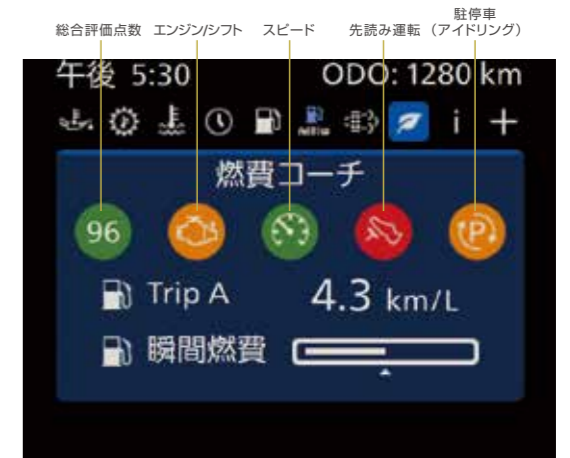 総合評価点数 エンジン/シフト スピード 先読み運転 駐停車
（アイドリング）
午後 5:30 ODO: 1280 km
i
燃費コーチ
96
P
Trip A 4.3 km/L
瞬間燃費